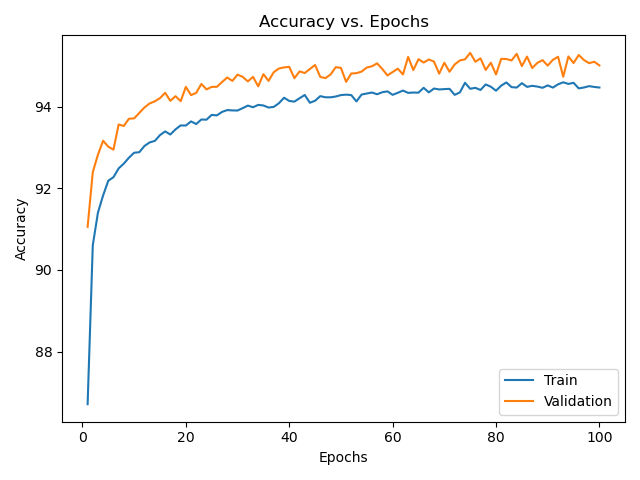 Accuracy vs. Epochs
Accuracy
94
92
90
88
0 20 40 60 80 100
Epochs
Train
Validation